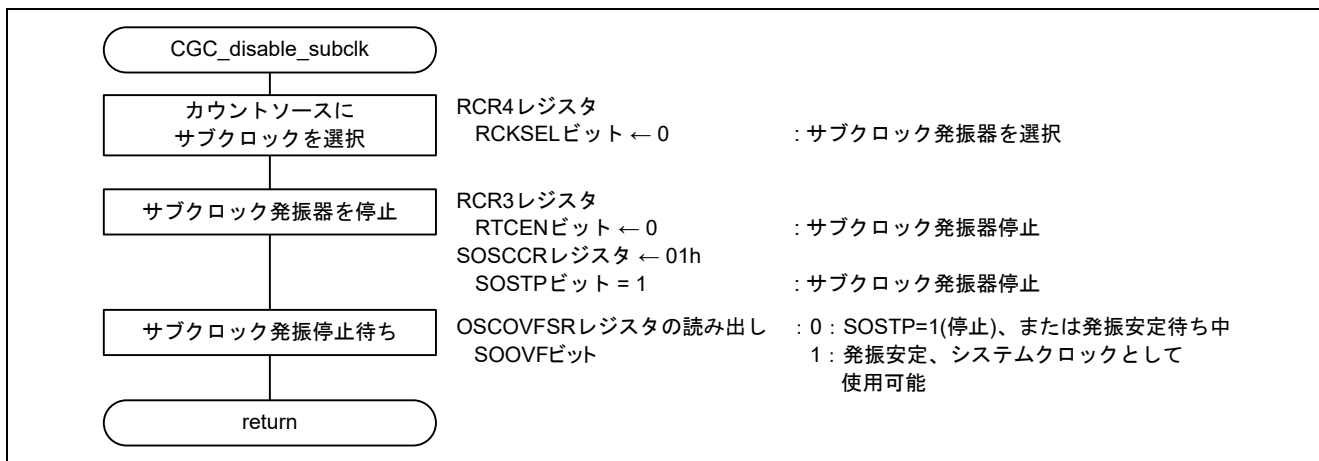 CGC_disable_subclk
カウントソースに
サブクロックを選択
RCR4レジスタ
RCKSELビット ← 0 : サブクロック発振器を選択
サブクロック発振器を停止
RCR3レジスタ
RTCENビット ← 0 : サブクロック発振器停止
SOSCCRレジスタ ← 01h
SOSTPビット = 1 : サブクロック発振器停止
サブクロック発振停止待ち
OSCOVFSRレジスタの読み出し : 0 : SOSTP=1(停止)、または発振安定待ち中
SOOVFビット 1 : 発振安定、システムクロックとして
使用可能
return